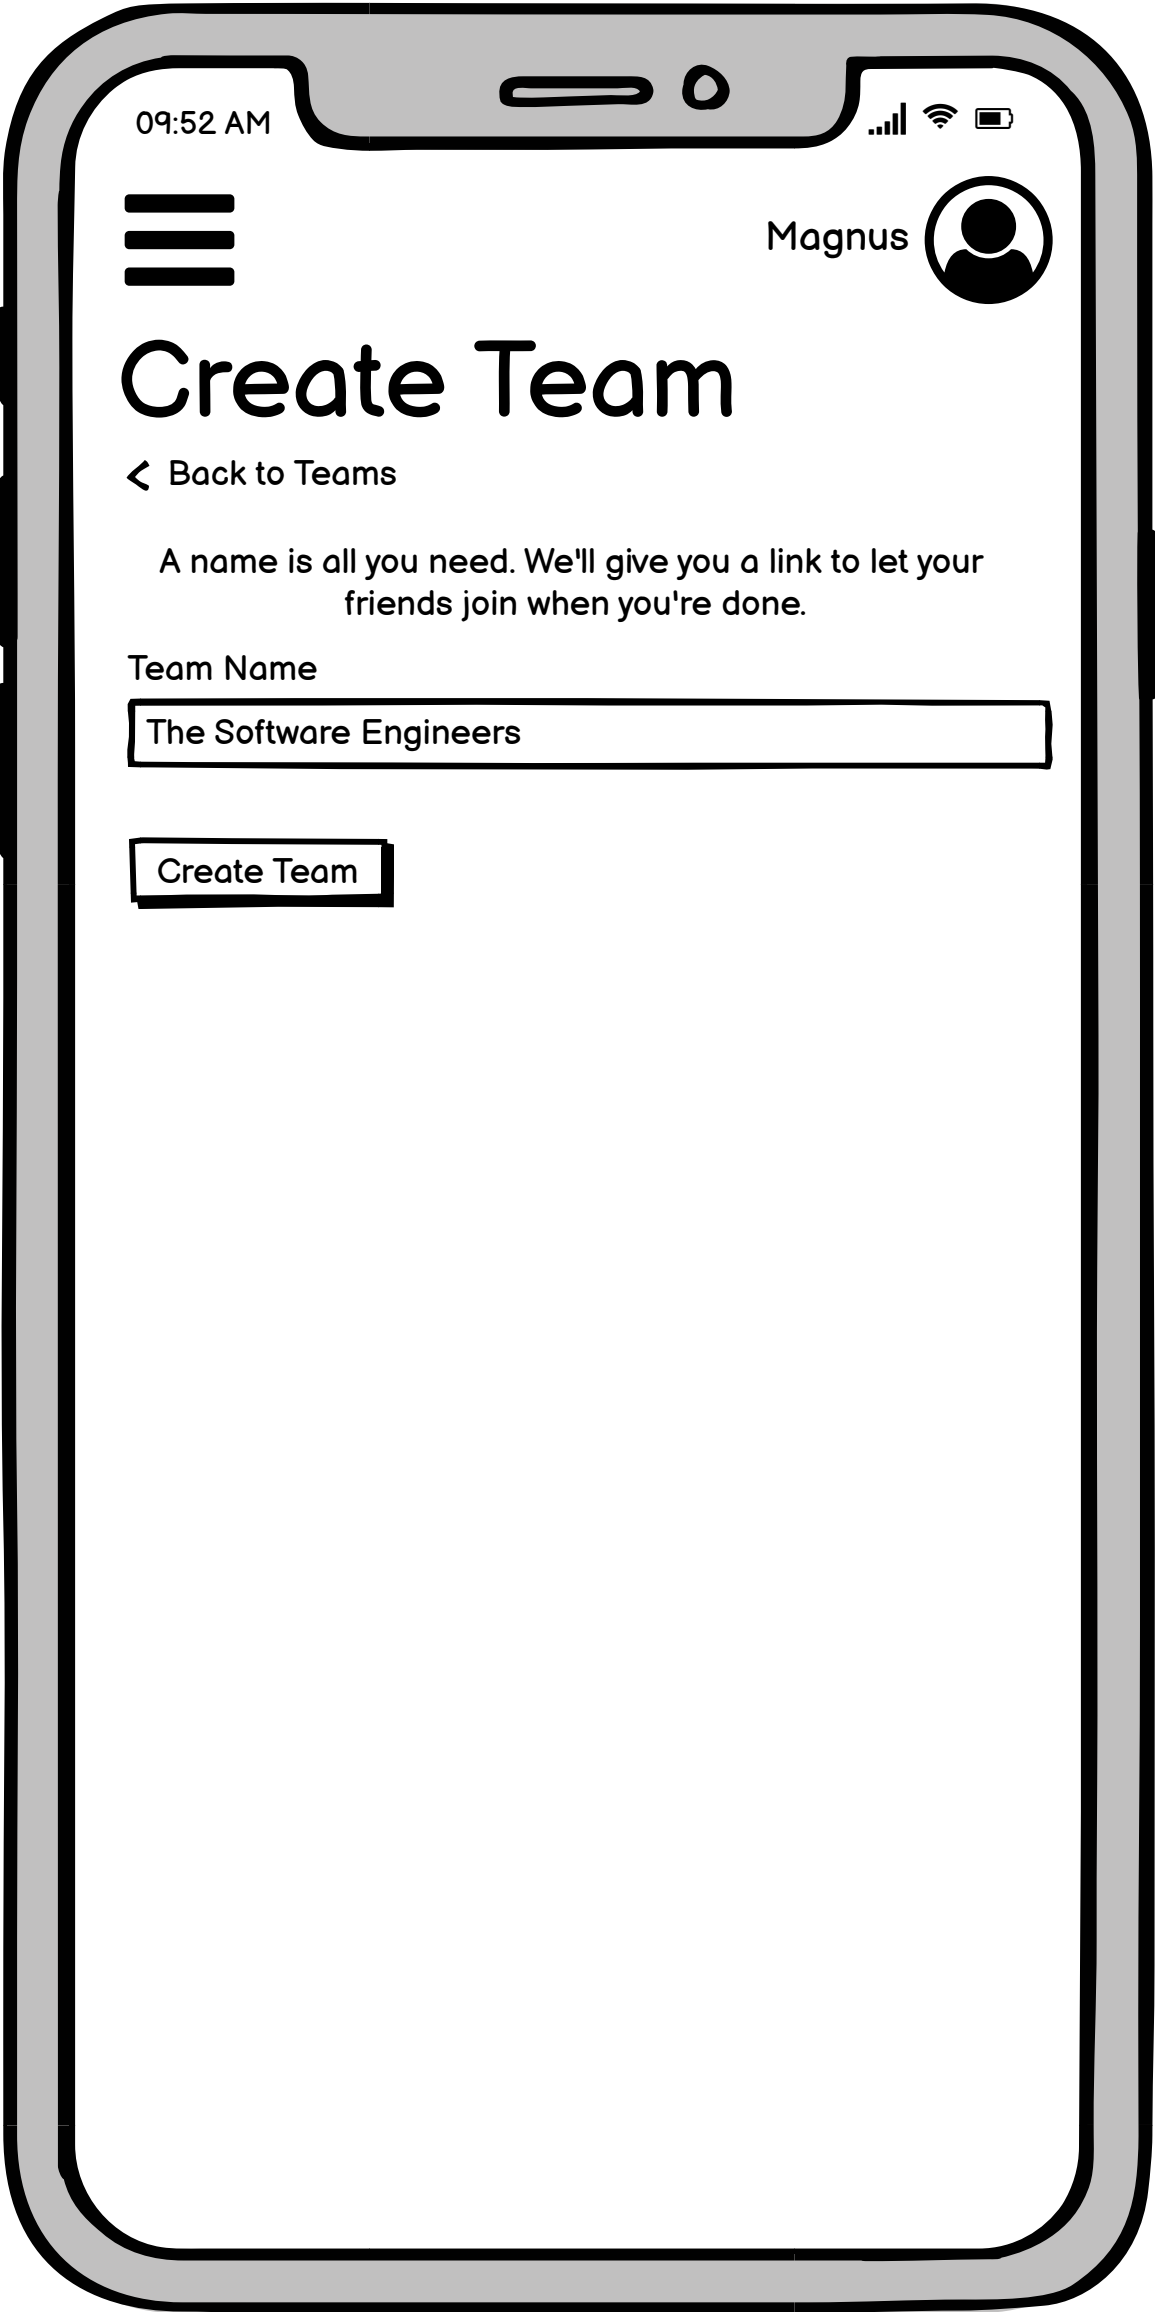 09:52 AM
Magnus
Create Team
Back to Teams
A name is all you need. We'll give you a link to let your
friends join when you're done.
Team Name
The Software Engineers
Create Team